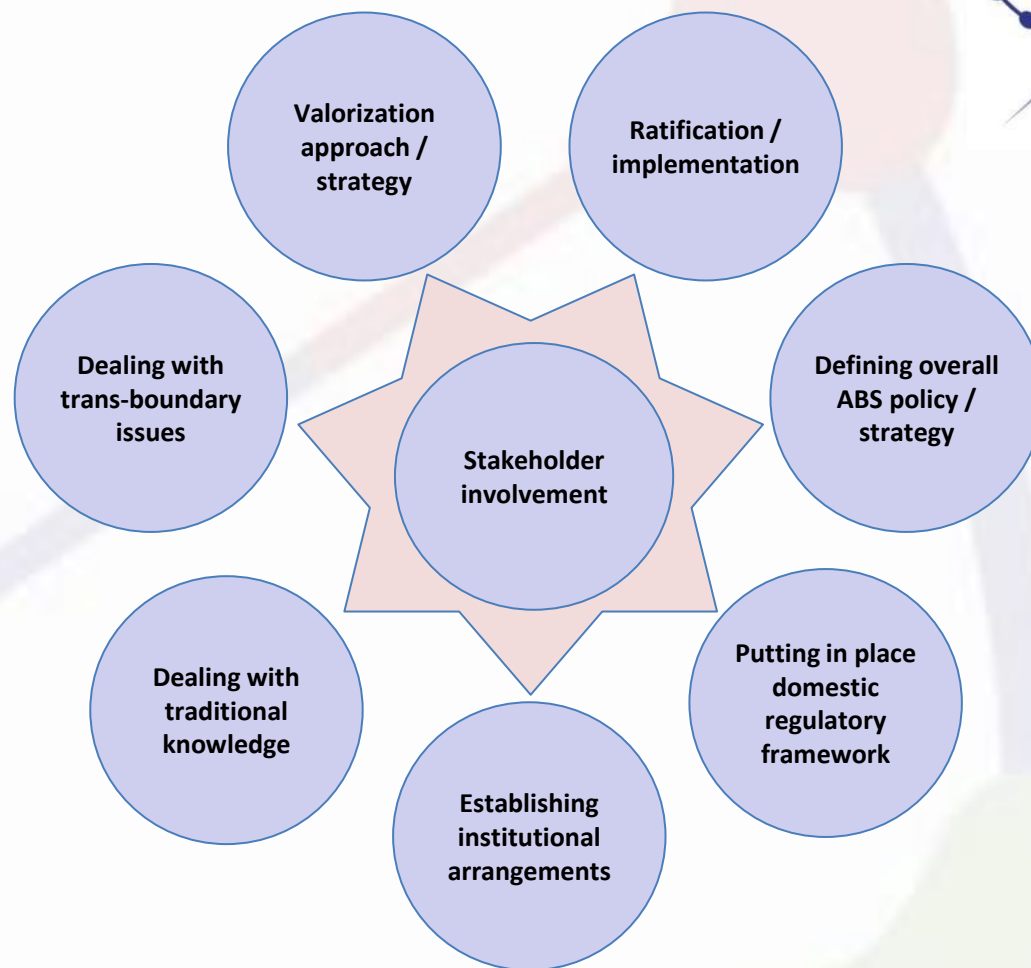 Valorization
approach /
strategy
Ratification /
implementation
Dealing with
trans-boundary
issues
Defining overall
ABS policy /
strategy
Stakeholder
involvement
Dealing with
traditional
knowledge
Putting in place
domestic
regulatory
framework
Establishing
institutional
arrangements